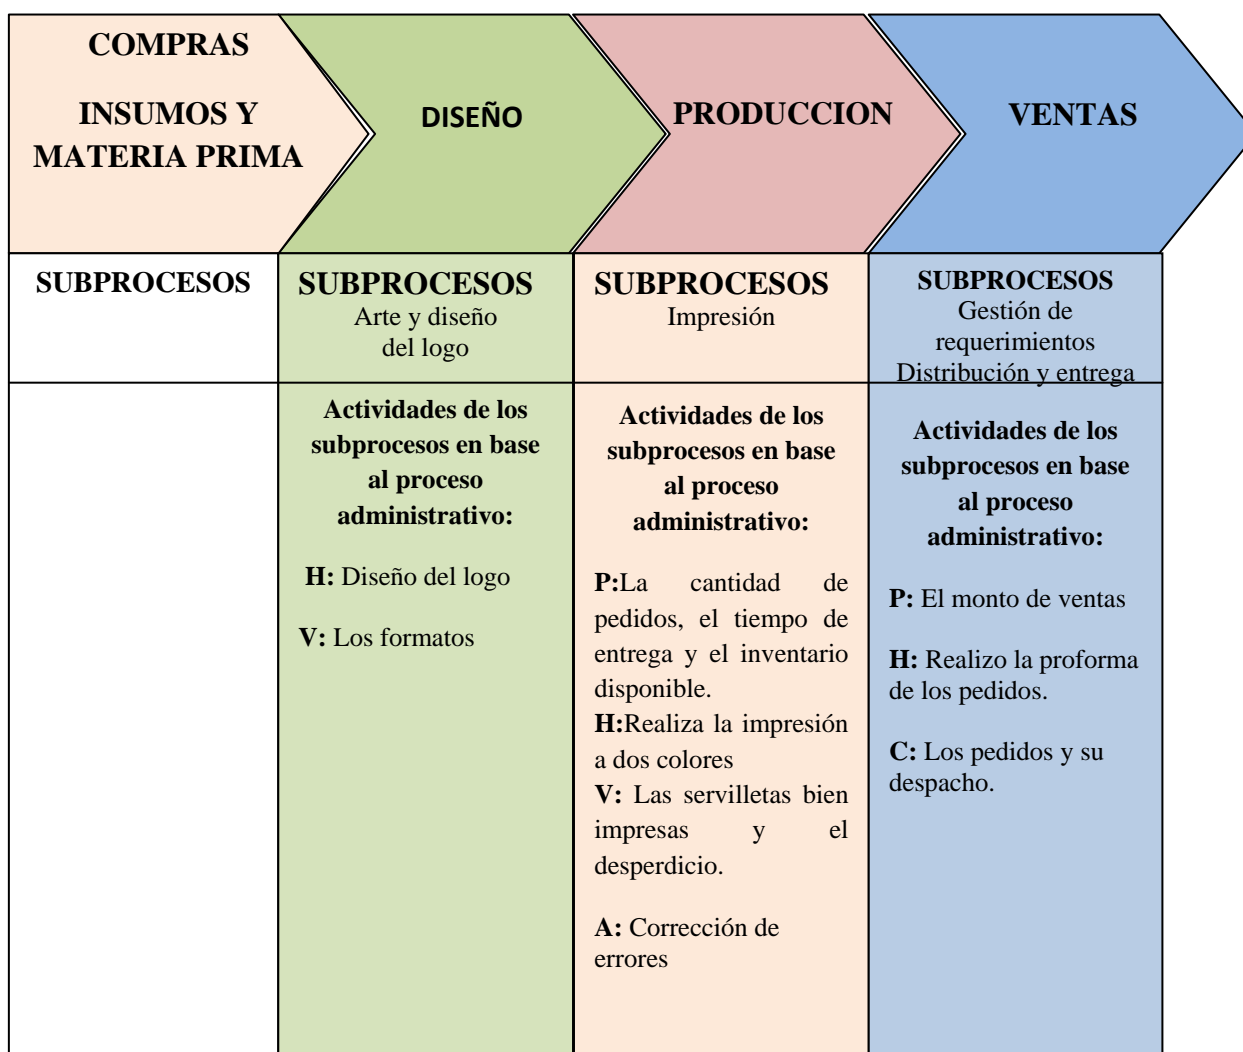 COMPRAS
INSUMOS Y
MATERIA PRIMA
DISEÑO
PRODUCCION
VENTAS
SUBPROCESOS
SUBPROCESOS
Arte y diseño
del logo
SUBPROCESOS
Impresión
SUBPROCESOS
Gestión de
requerimientos
Distribución y entrega
Actividades de los
subprocesos en base
al proceso
administrativo:
H: Diseño del logo
V: Los formatos
Actividades de los
subprocesos en base
al proceso
administrativo:
P:La cantidad de
pedidos, el tiempo de
entrega y el inventario
disponible.
H:Realiza la impresión
a dos colores
V: Las servilletas bien
impresas y el
desperdicio.
A: Corrección de
errores
Actividades de los
subprocesos en base
al proceso
administrativo:
P: El monto de ventas
H: Realizo la proforma
de los pedidos.
C: Los pedidos y su
despacho.